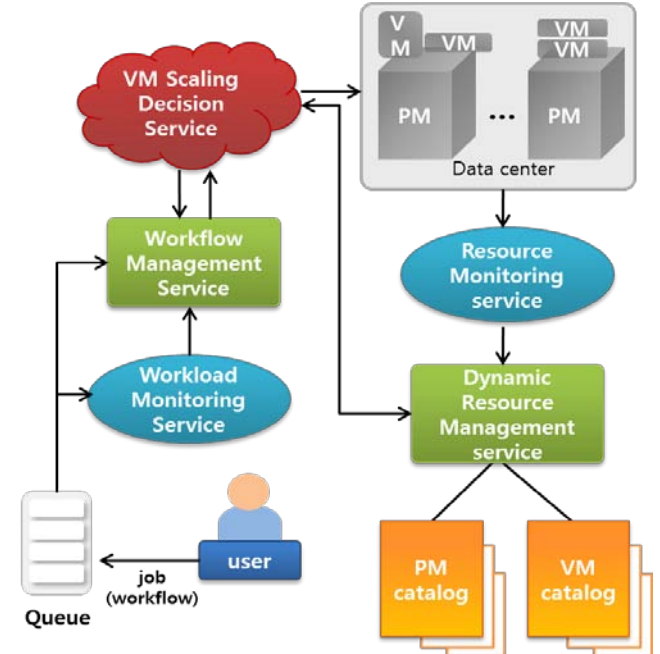 VM Scaling
Decision
Service
V
M
VM
VM
VM
PM
...
PM
Data center
Workflow
Management
Service
Resource
Monitoring
service
Workload
Monitoring
Service
Dynamic
Resource
Management
service
user
job
(workflow)
Queue
PM
catalog
VM
catalog